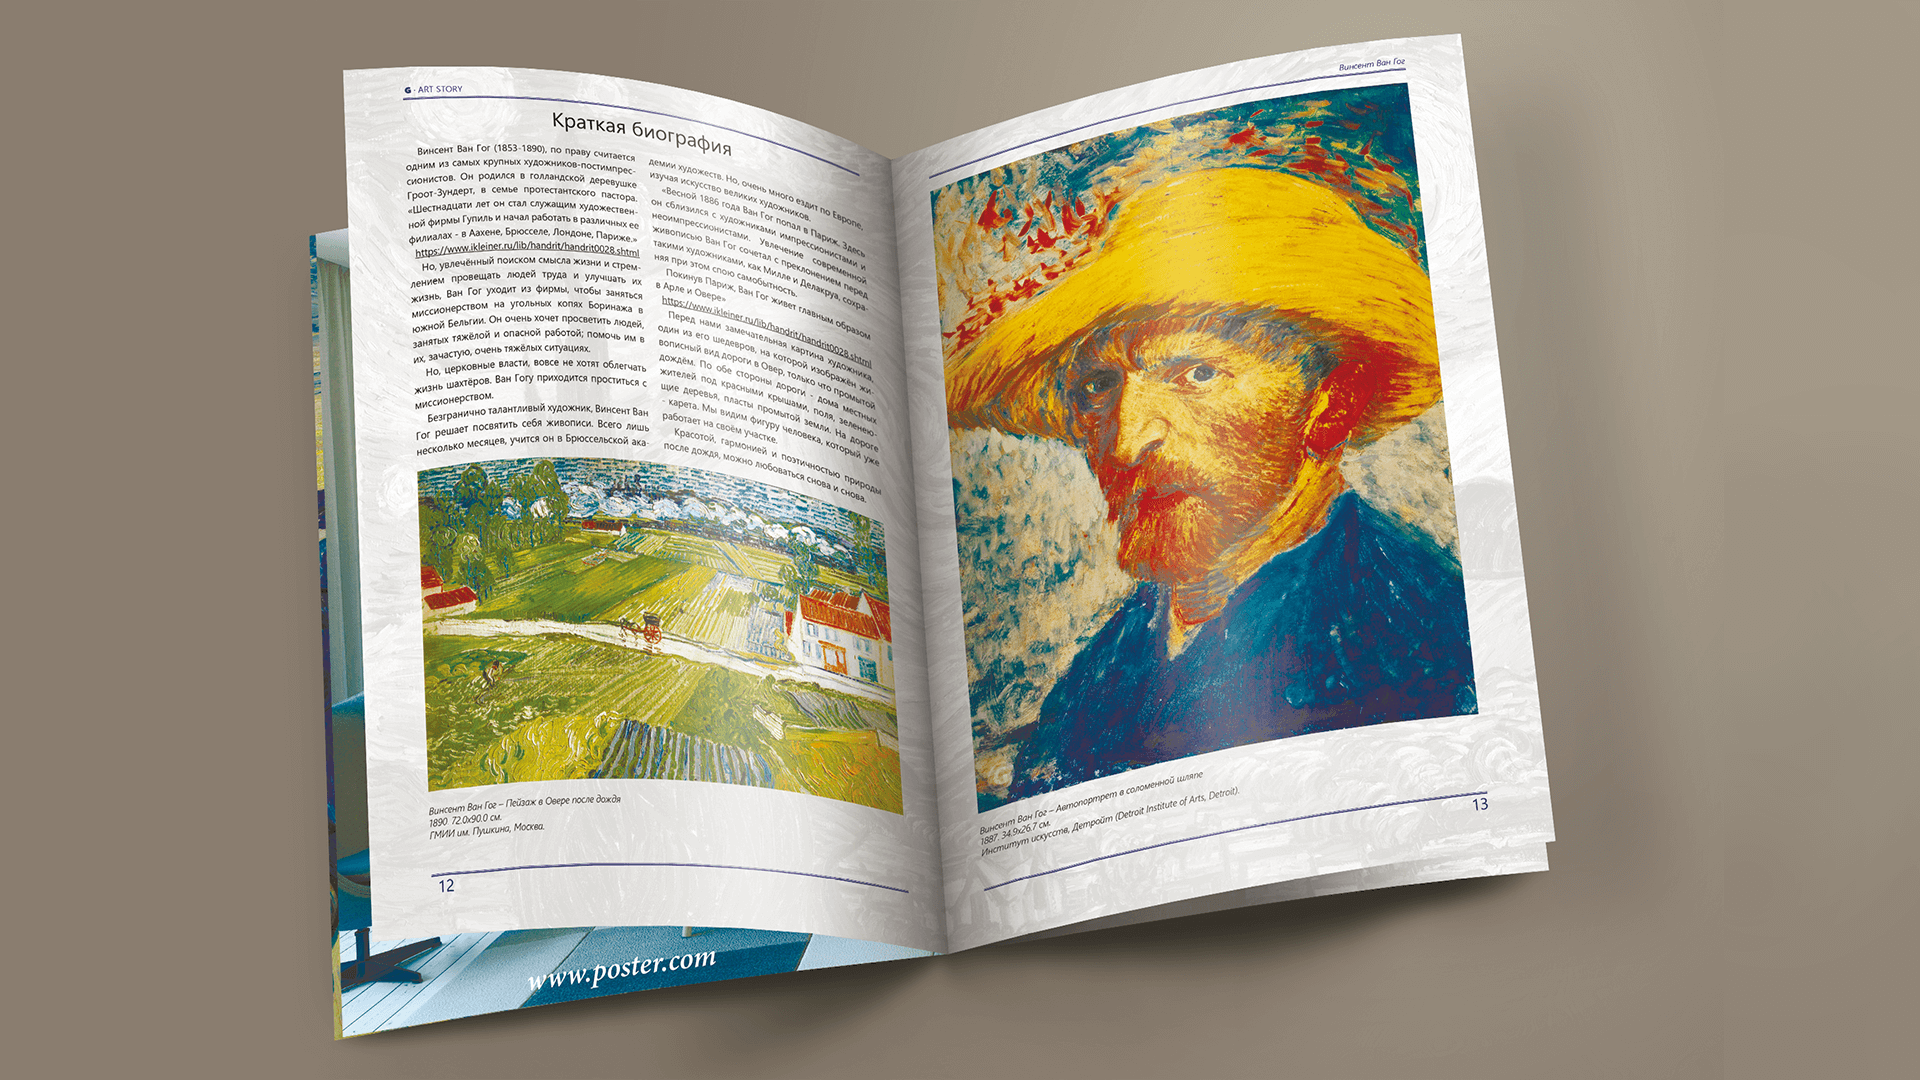 G - ART STORY
Краткая биография
Винсент Ван Гог (1853-1890), по праву считается
одним из самых крупных художников-постимпрес-
сионистов. Он родился в голландской деревушке
Гроот-Зундерт, в семье протестантского пастора.
«Шестнадцати лет он стал служащим художествен-
ной фирмы Гупиль и начал работать в различных ее
филиалах - в Аахене, Брюсселе, Лондоне, Париже.»
https://www.ikleiner.ru/lib/handrit/handrit0028.shtml
Но, увлечённый поиском смысла жизни и стрем-
лением провещать людей труда и улучшать их
жизнь, Ван Гог уходит из фирмы, чтобы заняться
миссионерством на угольных копях Боринажа в
южной Бельгии. Он очень хочет просветить людей,
занятых тяжёлой и опасной работой; помочь им в
их, зачастую, очень тяжёлых ситуациях.
Но, церковные власти, вовсе не хотят облегчать
жизнь шахтёров. Ван Гогу приходится проститься с
миссионерством.
Безгранично талантливый художник, Винсент Ван
Гог решает посвятить себя живописи. Всего лишь
несколько месяцев, учится он в Брюссельской ака-
демии художеств. Но, очень много ездит по Европе,
изучая искусство великих художников.
«Весной 1886 года Ван Гог попал в Париж. Здесь
он сблизился с художниками импрессионистами и
неоимпрессионистами. Увлечение современной
живописью Ван Гог сочетал с преклонением перед
такими художниками, как Милле и Делакруа, сохра-
няя при этом спою самобытность.
Покинув Париж, Ван Гог живет главным образом
в Арле и Овере»
https://www.ikleiner.ru/lib/handrit/handrit0028.shtml
Перед нами замечательная картина художника,
один из его шедевров, на которой изображён жи-
вописный вид дороги в Овер, только что промытой
дождём. По обе стороны дороги - дома местных
жителей под красными крышами, поля, зеленею-
щие деревья, пласты промытой земли. На дороге
- карета. Мы видим фигуру человека, который уже
работает на своём участке.
Красотой, гармонией и поэтичностью природы
после дождя, можно любоваться снова и снова.
Винсент Ван Гог – Пейзаж в Овере после дождя
1890 72.0x90.0 см.
ГМИИ им. Пушкина, Москва.
12
www.poster.com
Винсент Ван Гог
Винсент Ван Гог – Автопортрет в соломенной шляпе
1887. 34.9x26.7 см.
Институт искусств, Детройт (Detroit Institute of Arts, Detroit).
13